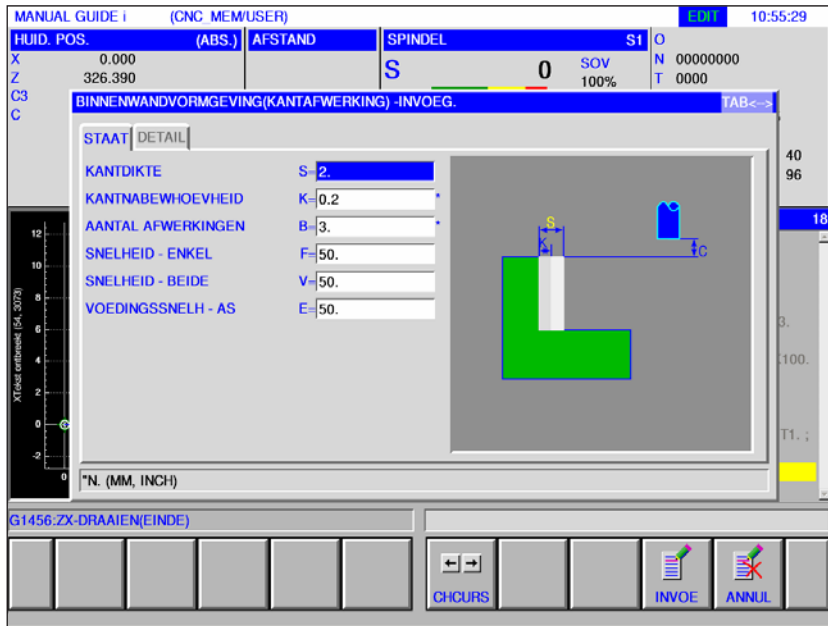 MANUAL GUIDE i (CNC_MEM/USER) EDIT 10:55:29
HUID. POS. (ABS.) AFSTAND SPINDEL S1 O
X 0.000
Z 326.390
C3
C
S 0 SOV 100%
N 00000000
T 0000
40
96
BINNENWANDVORMGEVING(KANTAFWERKING) -INVOEG. TAB<-->
STAAT DETAIL
KANTDIKTE S=2.
KANTNABEWHOEVHEID K=0.2 *
AANTAL AFWERKINGEN B=3. *
SNELHEID - ENKEL F=50.
SNELHEID - BEIDE V=50.
VOEDINGSSNELH - AS E=50.
S
K
C
"N. (MM, INCH)
XTekst ontbreekt (54, 3073)
12
10
8
6
4
2
0
-2
0
18
3.
100.
T1. ;
G1456:ZX-DRAAIEN(EINDE)
CHCURS INVOE ANNUL